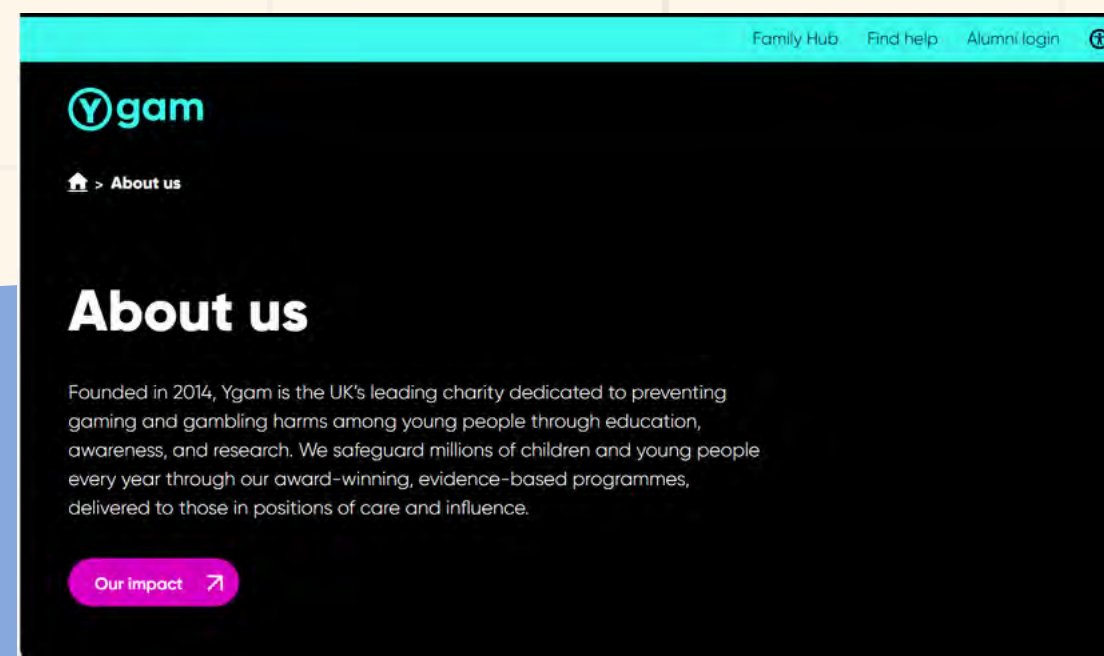 Family Hub Find help Alumni login
Ygam
> About us
About us
Founded in 2014, Ygam is the UK's leading charity dedicated to preventing
gaming and gambling harms among young people through education,
awareness, and research. We safeguard millions of children and young people
every year through our award-winning, evidence-based programmes,
delivered to those in positions of care and influence.
Our impact